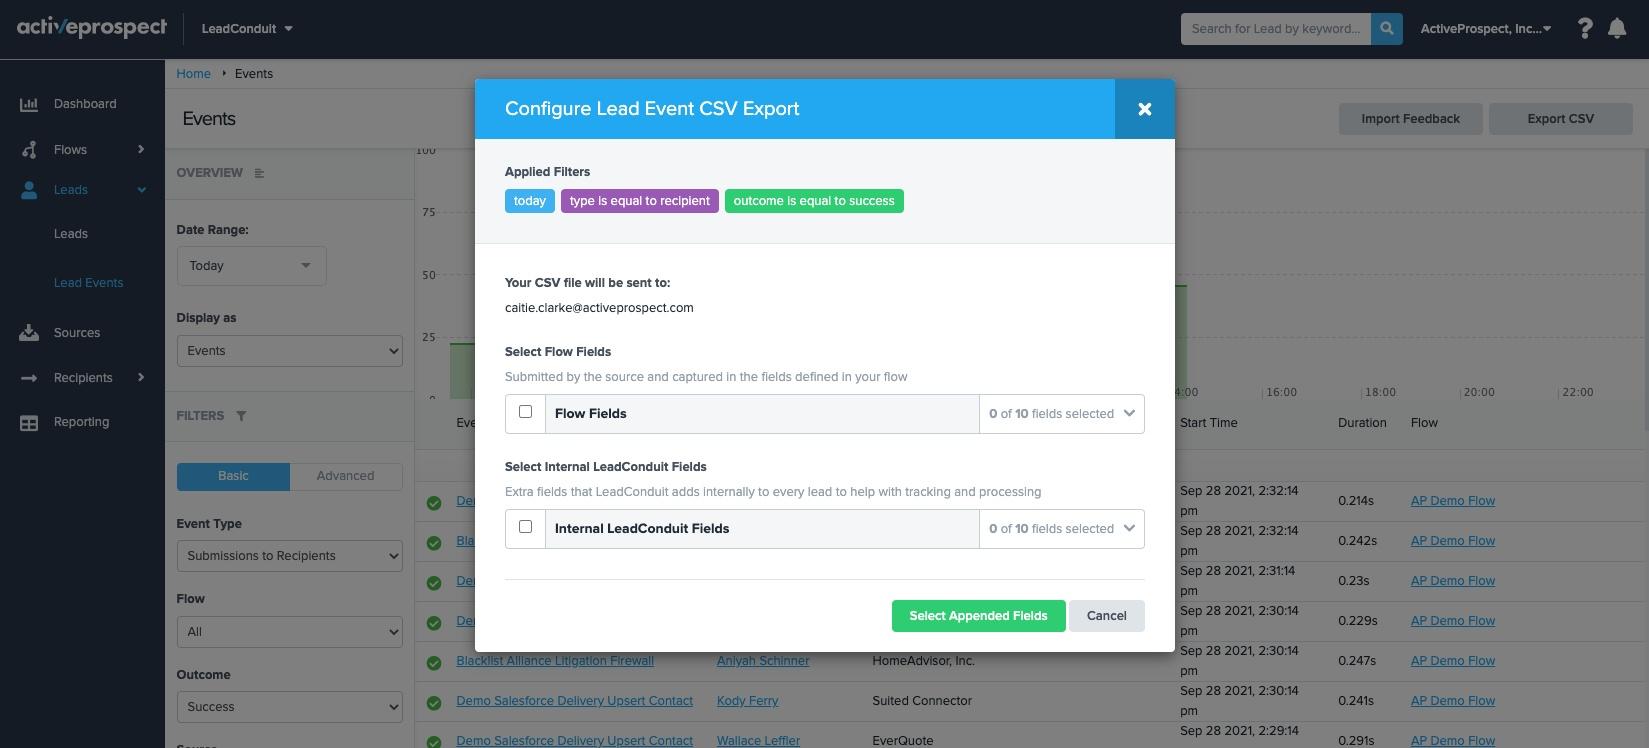 activeprospect
LeadConduit
Search for Lead by keyword...
ActiveProspect, Inc...
?
Home
Events
Dashboard
Flows
Leads
Leads
Lead Events
Sources
Recipients
Reporting
Events
Import Feedback
Export CSV
OVERVIEW
Date Range:
Today
Display as
Events
FILTERS
Basic
Advanced
Event Type
Submissions to Recipients
Flow
All
Outcome
Success
100
75
50
25
0
4:00
16:00
18:00
20:00
22:00
Configure Lead Event CSV Export
Applied Filters
today
type is equal to recipient
outcome is equal to success
Your CSV file will be sent to:
caitie.clarke@activeprospect.com
Select Flow Fields
Submitted by the source and captured in the fields defined in your flow
Flow Fields
0 of 10 fields selected
Select Internal LeadConduit Fields
Extra fields that LeadConduit adds internally to every lead to help with tracking and processing
Internal LeadConduit Fields
0 of 10 fields selected
Select Appended Fields
Cancel
Eve
Start Time
Duration
Flow
De
Sep 28 2021, 2:32:14
pm
0.214s
AP Demo Flow
Bla
Sep 28 2021, 2:32:14
pm
0.242s
AP Demo Flow
De
Sep 28 2021, 2:31:14
pm
0.23s
AP Demo Flow
De
Sep 28 2021, 2:30:14
pm
0.229s
AP Demo Flow
Blacklist Alliance Litigation Firewall
Aniyah Schinner
HomeAdvisor, Inc.
Sep 28 2021, 2:30:14
pm
0.247s
AP Demo Flow
Demo Salesforce Delivery Upsert Contact
Kody Ferry
Suited Connector
Sep 28 2021, 2:30:14
pm
0.241s
AP Demo Flow
Demo Salesforce Delivery Upsert Contact
Wallace Leffler
EverQuote
Sep 28 2021, 2:29:14
0.291s
AP Demo Flow